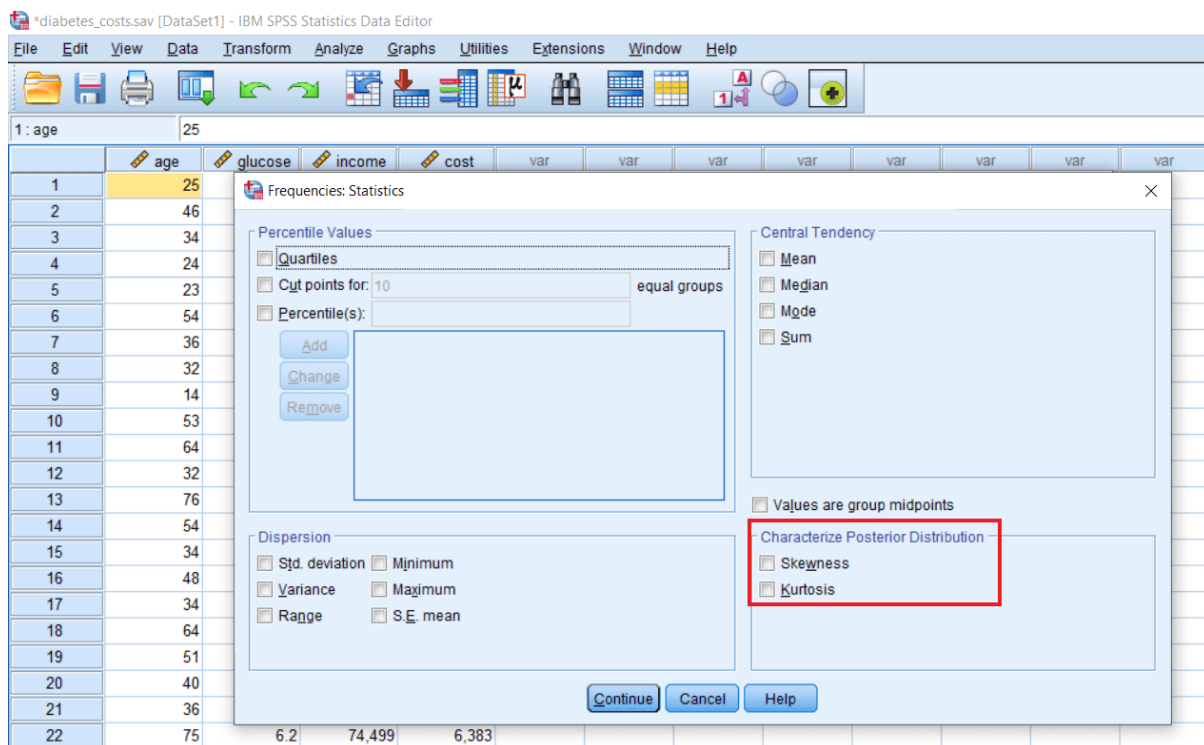 *diabetes_costs.sav [DataSet1] - IBM SPSS Statistics Data Editor
File Edit View Data Transform Analyze Graphs Utilities Extensions Window Help
1 : age 25
age glucose income cost var var var var var var var var
1 25
2 46
3 34
4 24
5 23
6 54
7 36
8 32
9 14
10 53
11 64
12 32
13 76
14 54
15 34
16 48
17 34
18 64
19 51
20 40
21 36
22 75 6.2 74,499 6,383
Frequencies: Statistics
Percentile Values
Quartiles
Cut points for: 10 equal groups
Percentile(s):
Add
Change
Remove
Central Tendency
Mean
Median
Mode
Sum
Values are group midpoints
Dispersion
Std. deviation Minimum
Variance Maximum
Range S.E. mean
Characterize Posterior Distribution
Skewness
Kurtosis
Continue Cancel Help